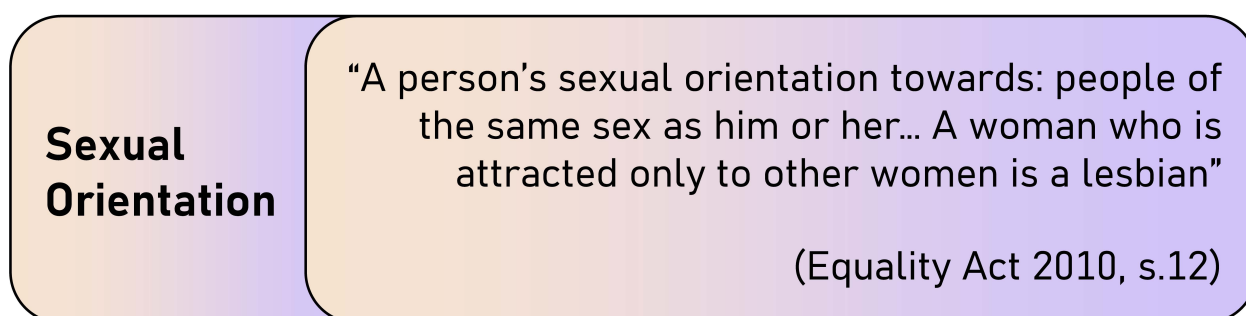 Sexual
Orientation
“A person’s sexual orientation towards: people of
the same sex as him or her... A woman who is
attracted only to other women is a lesbian”
(Equality Act 2010, s.12)